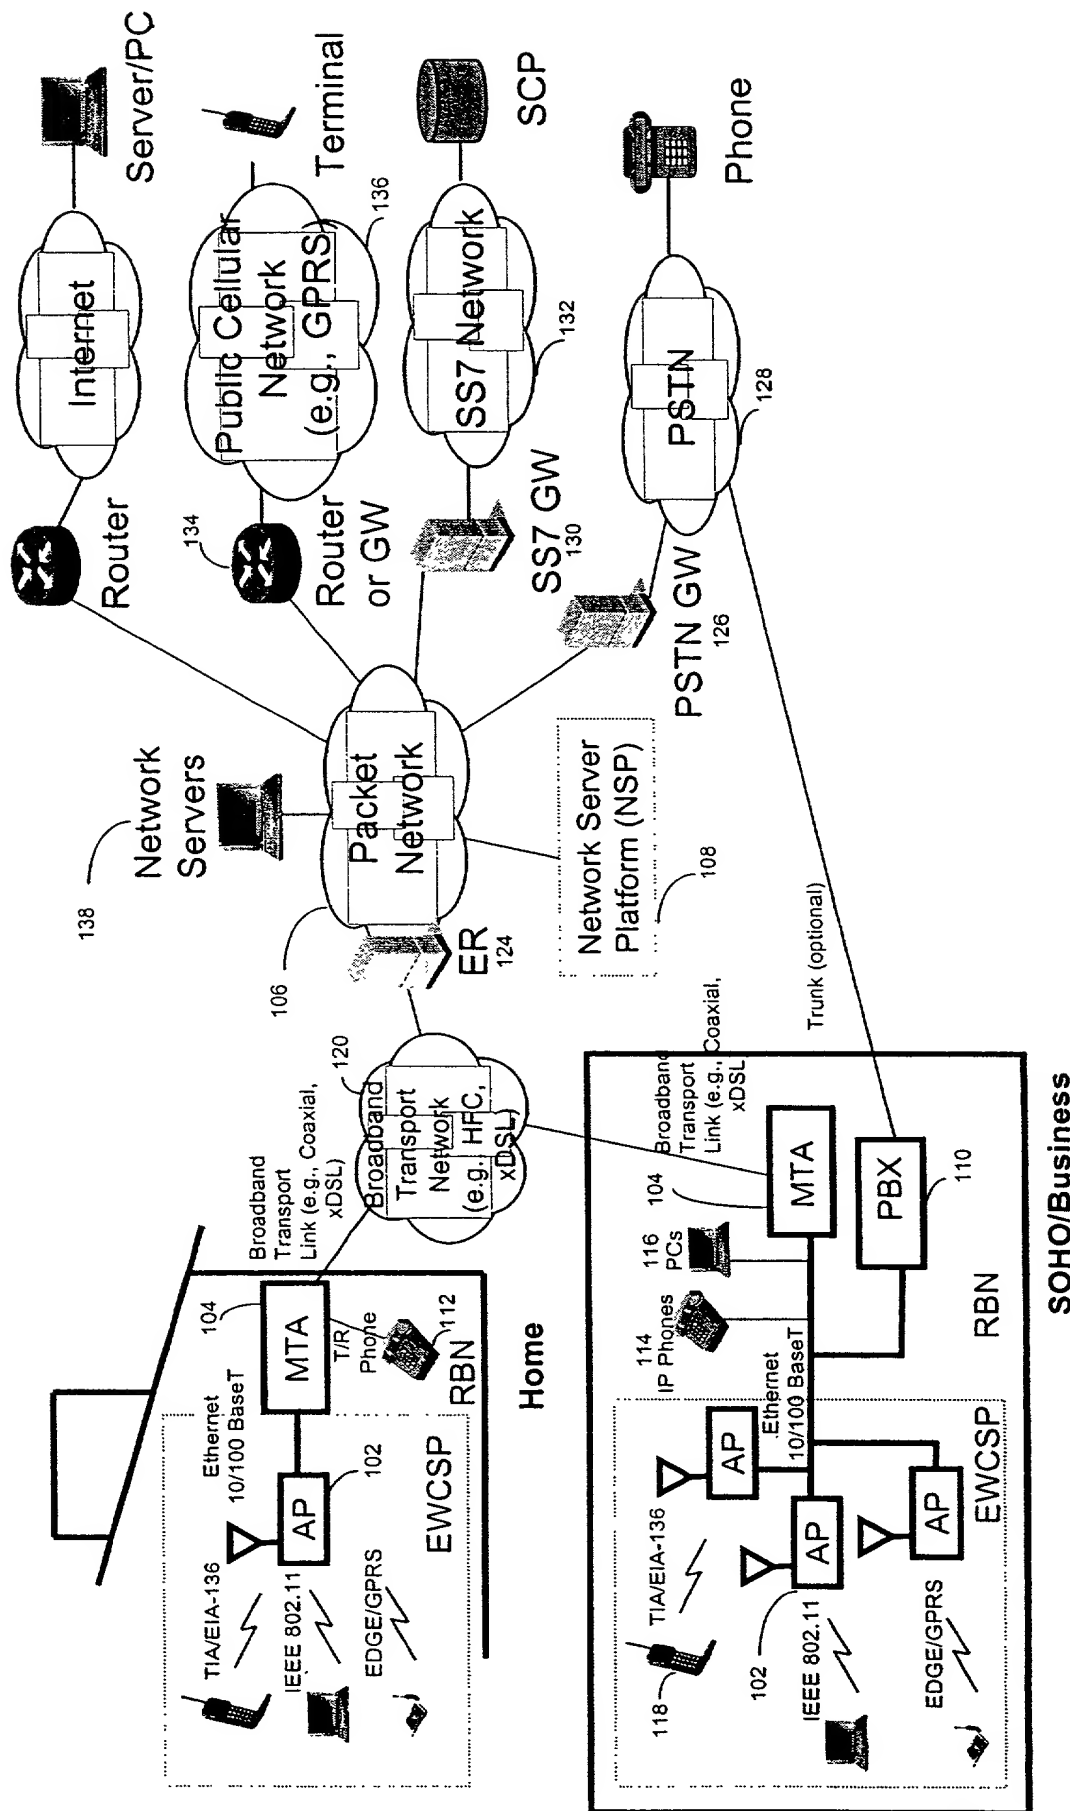 Server/PC
Internet
Router
Terminal
Public Cellular
Network
(e.g., GPRS)
136
134
Router
or GW
SCP
SS7 Network
132
SS7 GW
130
Phone
PSTN
128
PSTN GW
126
138
Network
Servers
Packet
Network
106
ER
124
Network Server
Platform (NSP)
108
120
Broadband
Transport
Network
(e.g., HFC,
xDSL)
Broadband
Transport
Link (e.g., Coaxial,
xDSL)
104
MTA
T/R
Phone
112
RBN
Ethernet
10/100 BaseT
102
AP
EWCSP
TIA/EIA-136
IEEE 802.11
EDGE/GPRS
Home
Trunk (optional)
Broadband
Transport
Link (e.g., Coaxial,
xDSL)
104
MTA
116
PCs
114
IP Phones
PBX
110
RBN
Ethernet
10/100 BaseT
AP
AP
AP
EWCSP
TIA/EIA-136
118
102
IEEE 802.11
EDGE/GPRS
SOHO/Business